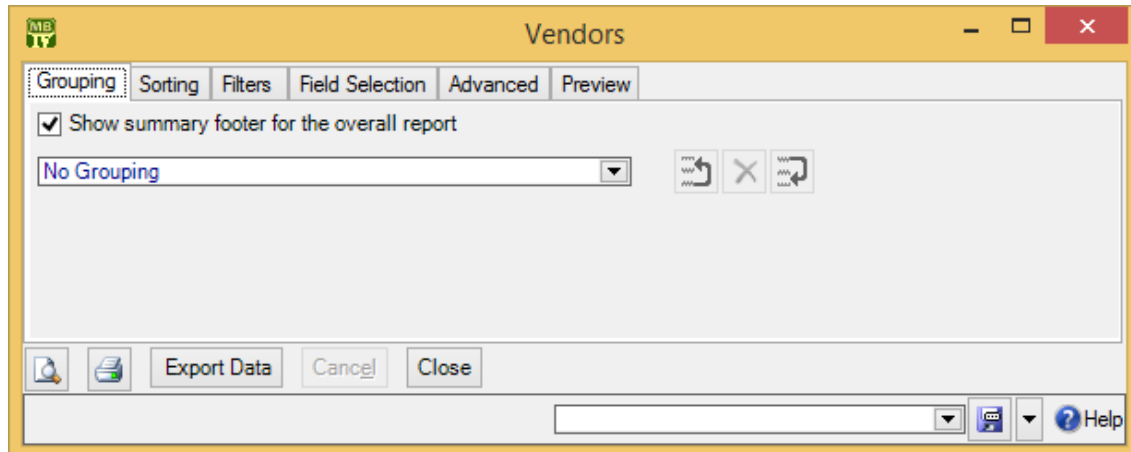 MB
Vendors
Grouping Sorting Filters Field Selection Advanced Preview
Show summary footer for the overall report
No Grouping
Export Data Cancel Close
Help